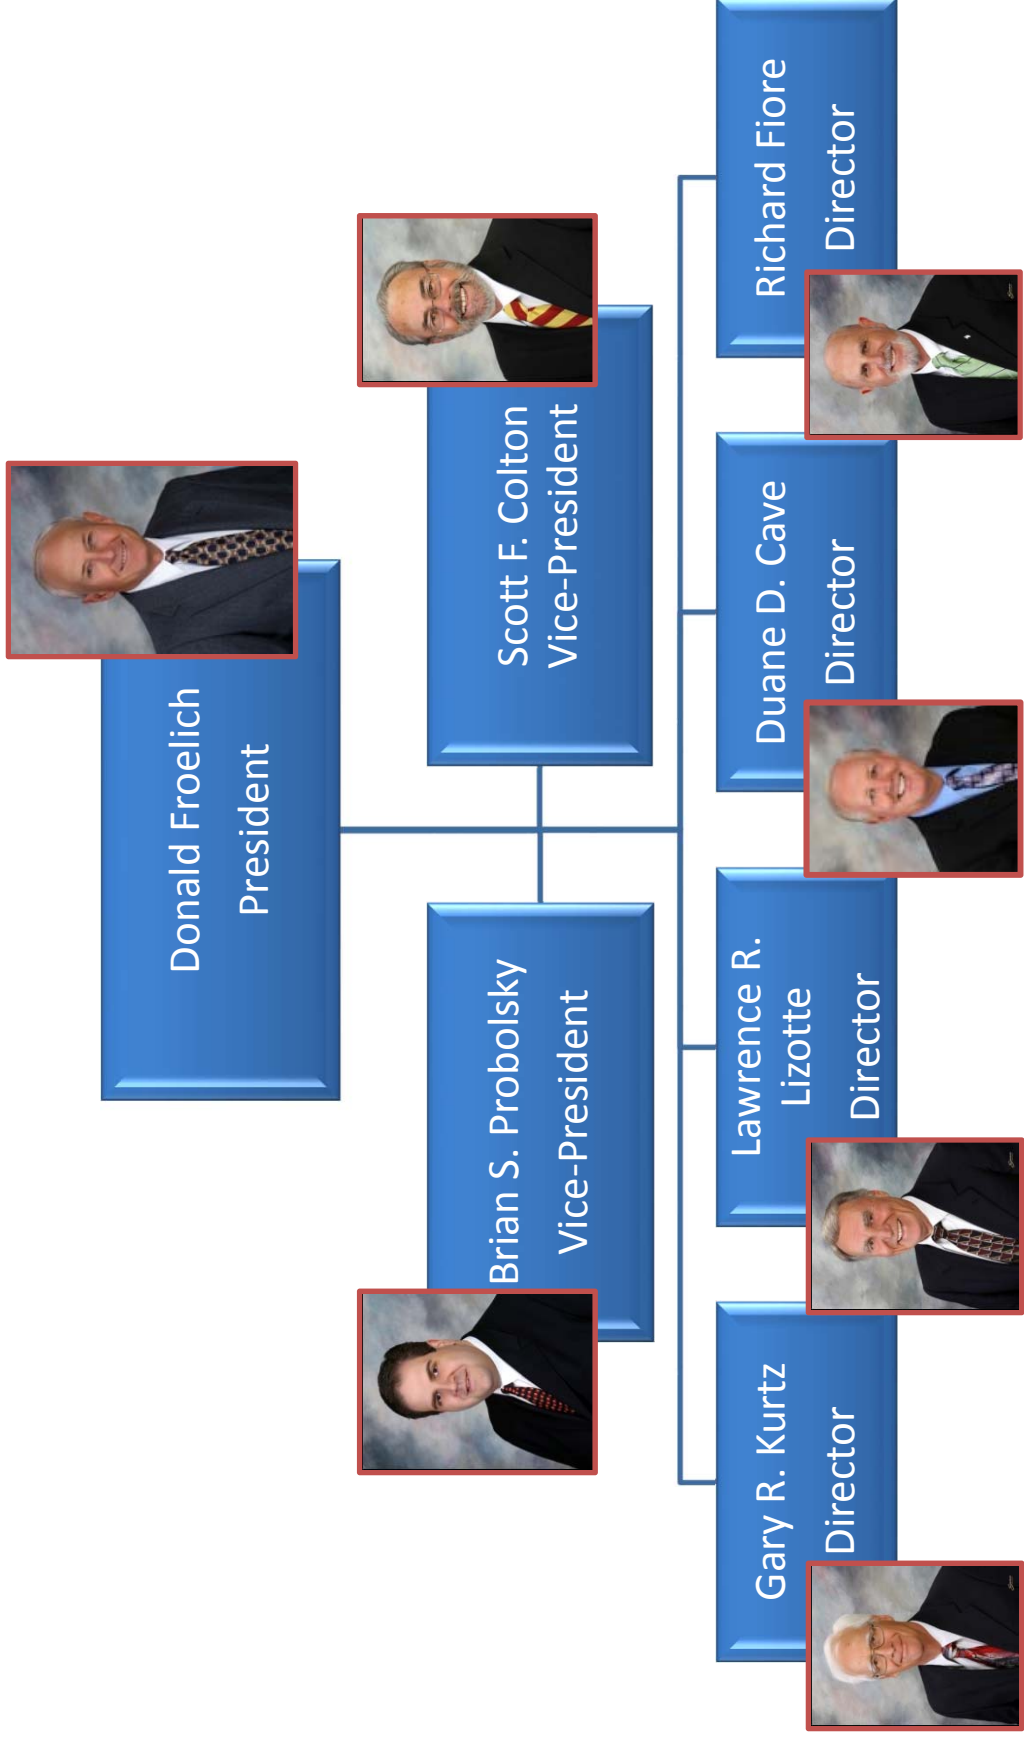 Donald Froelich
President
Brian S. Probolsky
Vice-President
Scott F. Colton
Vice-President
Gary R. Kurtz
Director
Lawrence R.
Lizotte
Director
Duane D. Cave
Director
Richard Fiore
Director